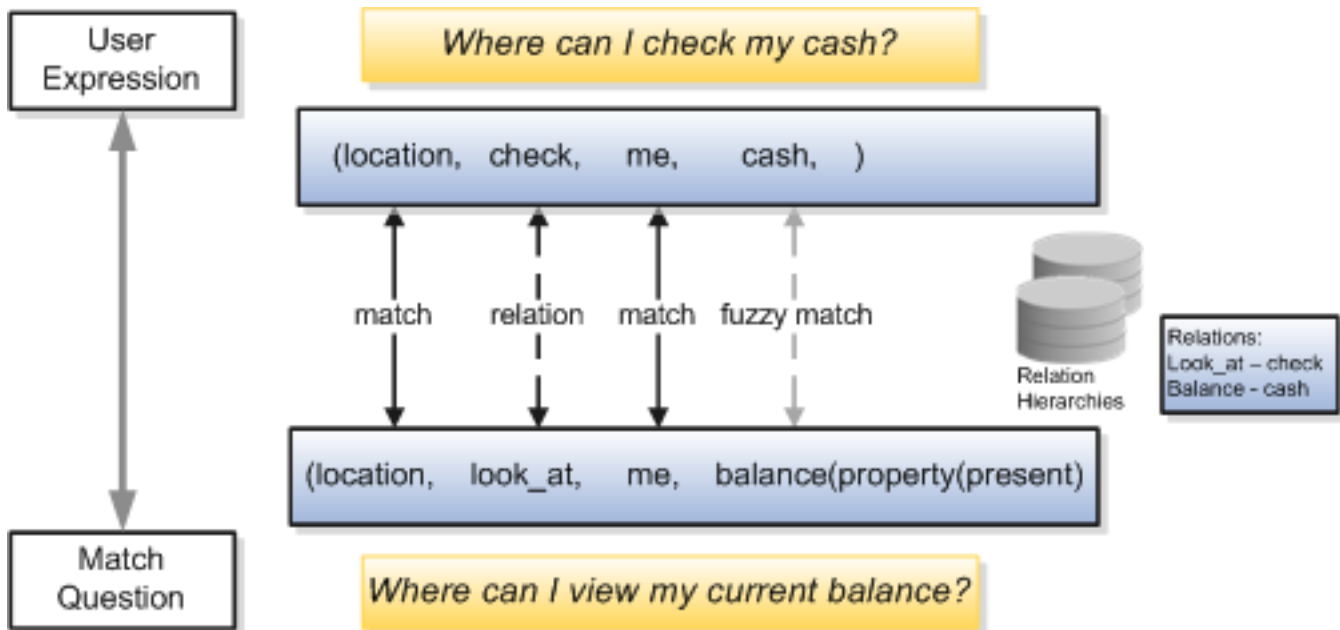 User
Expression
Where can I check my cash?
(location, check, me, cash, )
match relation match fuzzy match
Relation
Hierarchies
Relations:
Look_at – check
Balance - cash
(location, look_at, me, balance(property(present)
Match
Question
Where can I view my current balance?